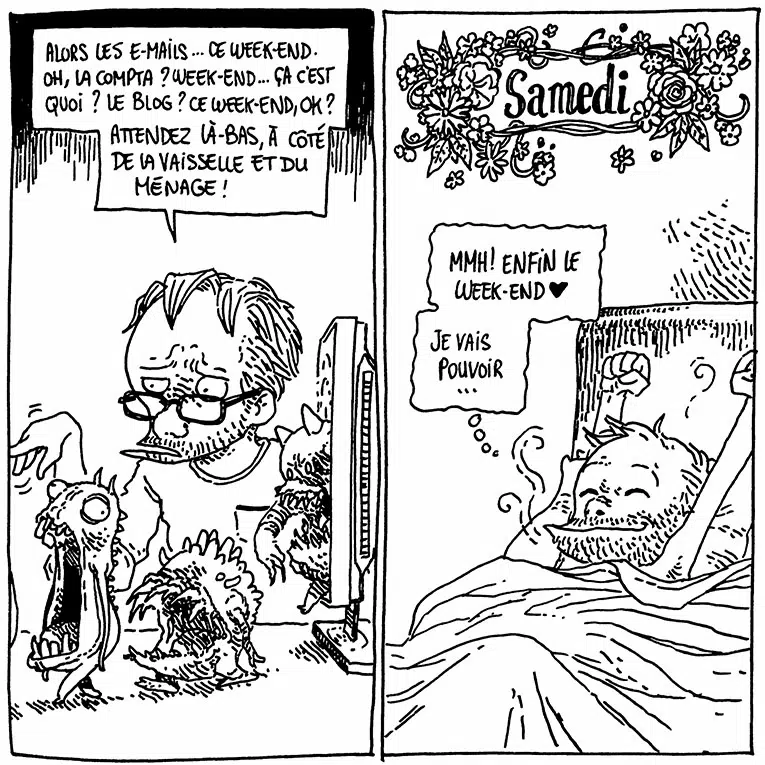 ALORS LES E-MAILS... CE WEEK-END.
OH, LA COMPTA ? WEEK-END... ÇA C'EST
QUOI ? LE BLOG ? CE WEEK-END, OK ?
ATTENDEZ LÀ-BAS, À CÔTÉ
DE LA VAISSELLE ET DU
MÉNAGE !
Samedi
MMH ! ENFIN LE
WEEK-END ♥
JE VAIS
POUVOIR
...